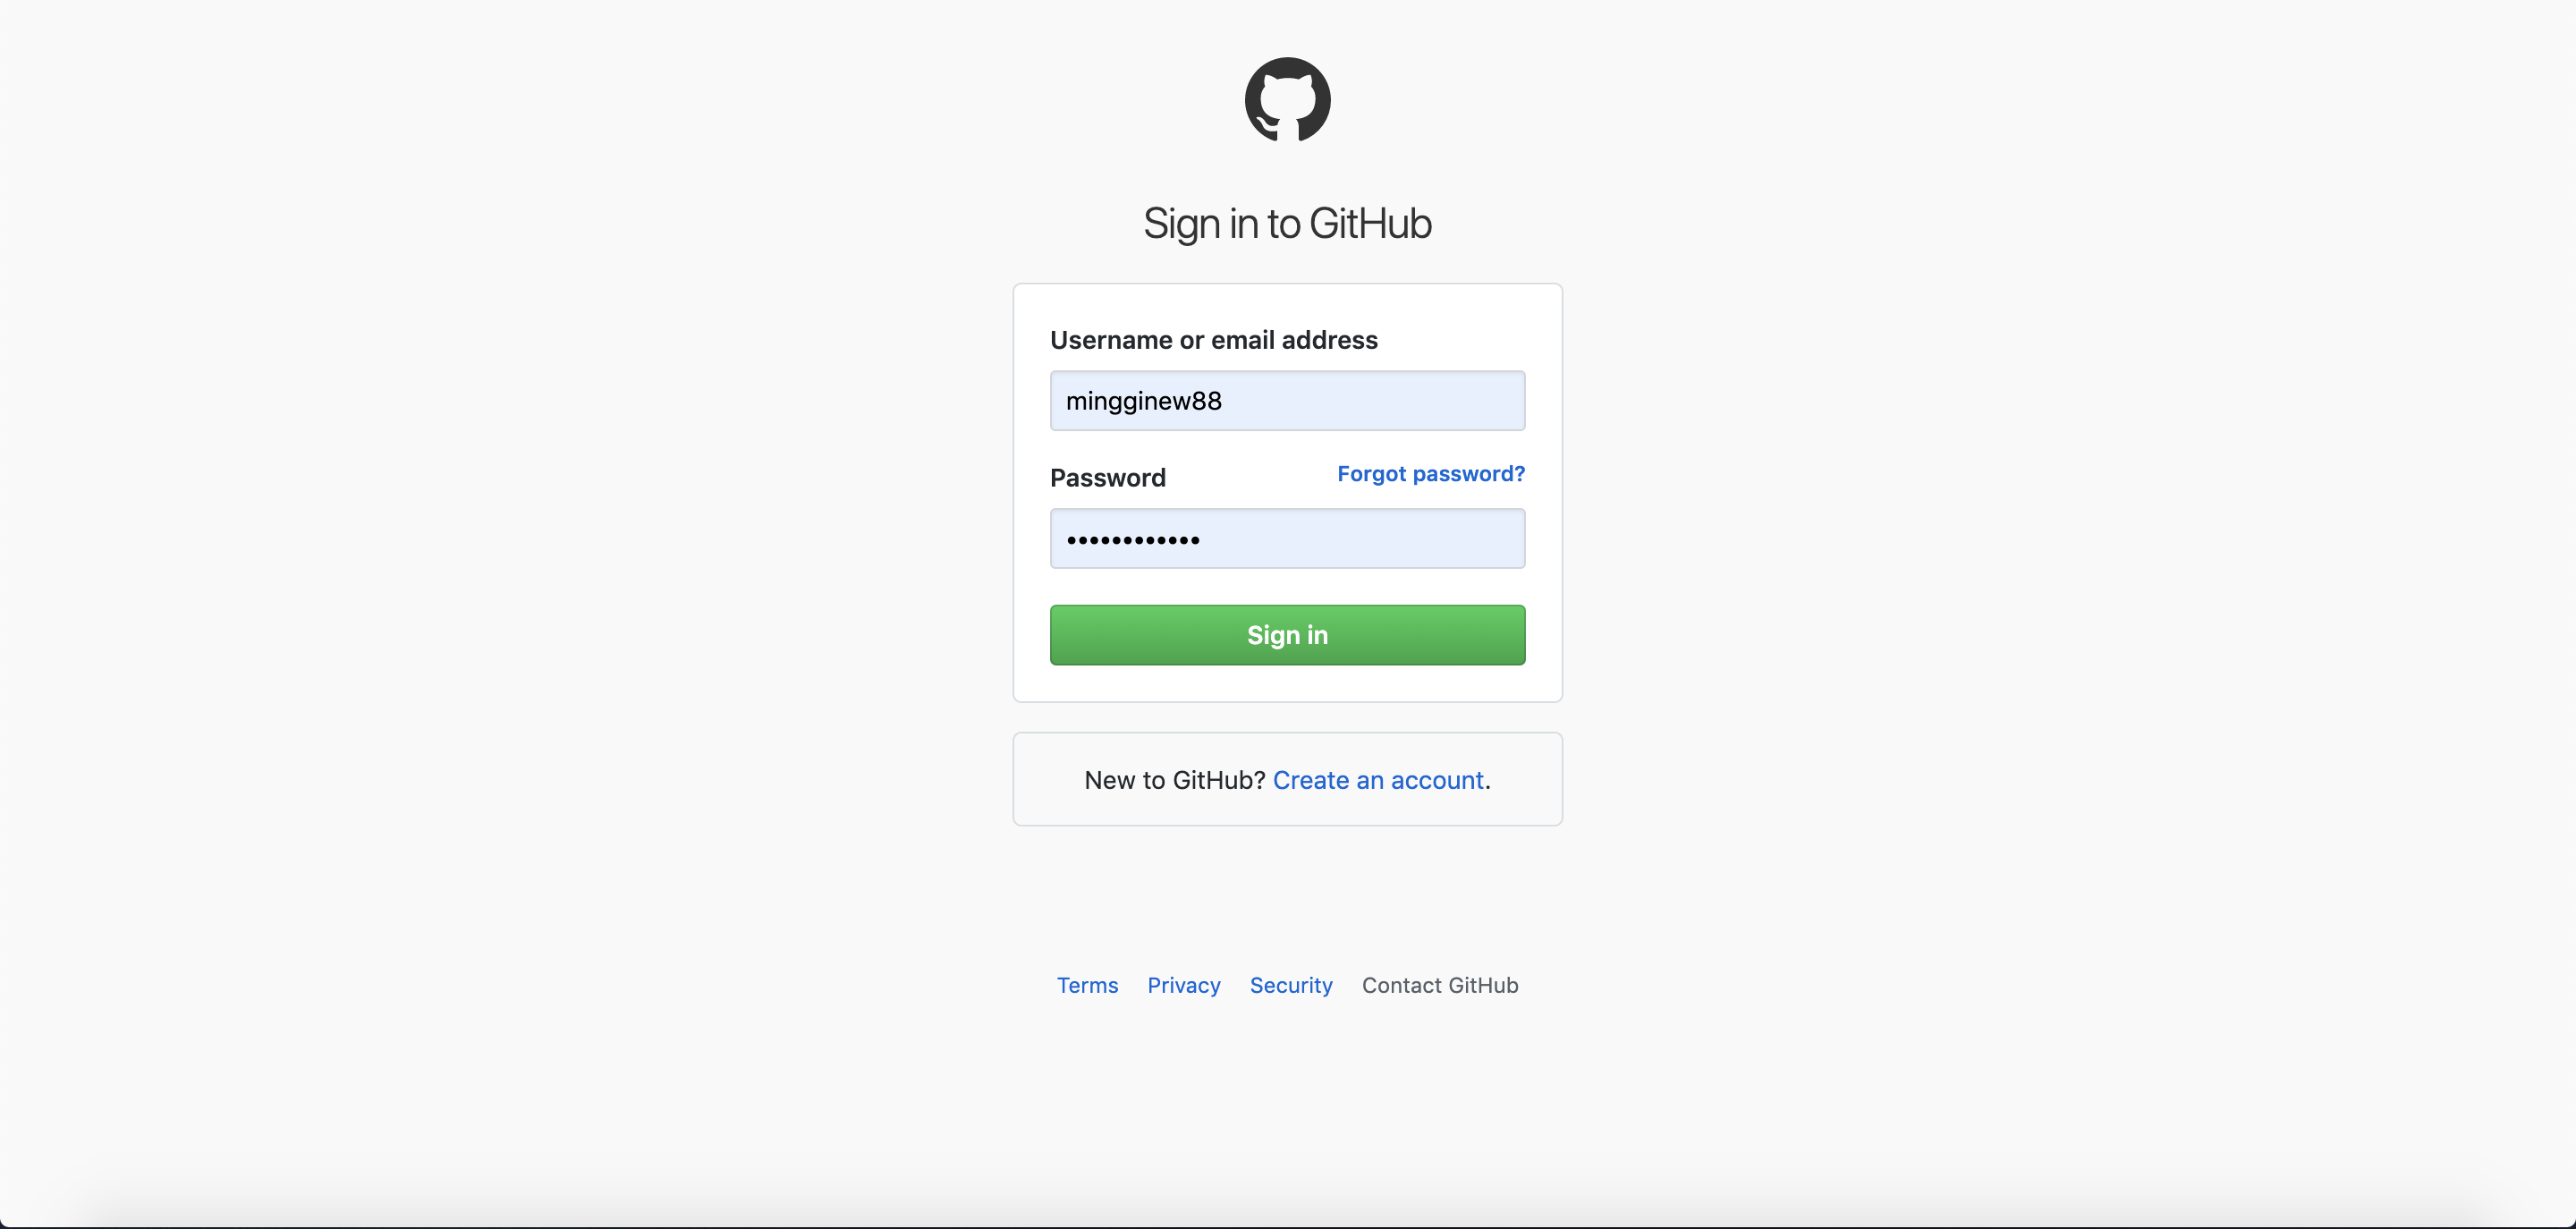 Sign in to GitHub
Username or email address
mingginew88
Password Forgot password?
••••••••••••
Sign in
New to GitHub? Create an account.
Terms Privacy Security Contact GitHub